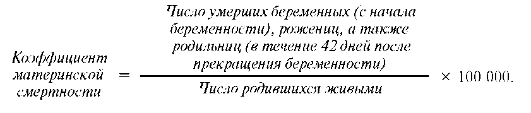 Число умерших беременных (с начала
беременности), рожениц, а также
родильниц (в течение 42 дней после
прекращения беременности)
Коэффициент
материнской
смертности
=
× 100 000.
Число родившихся живыми